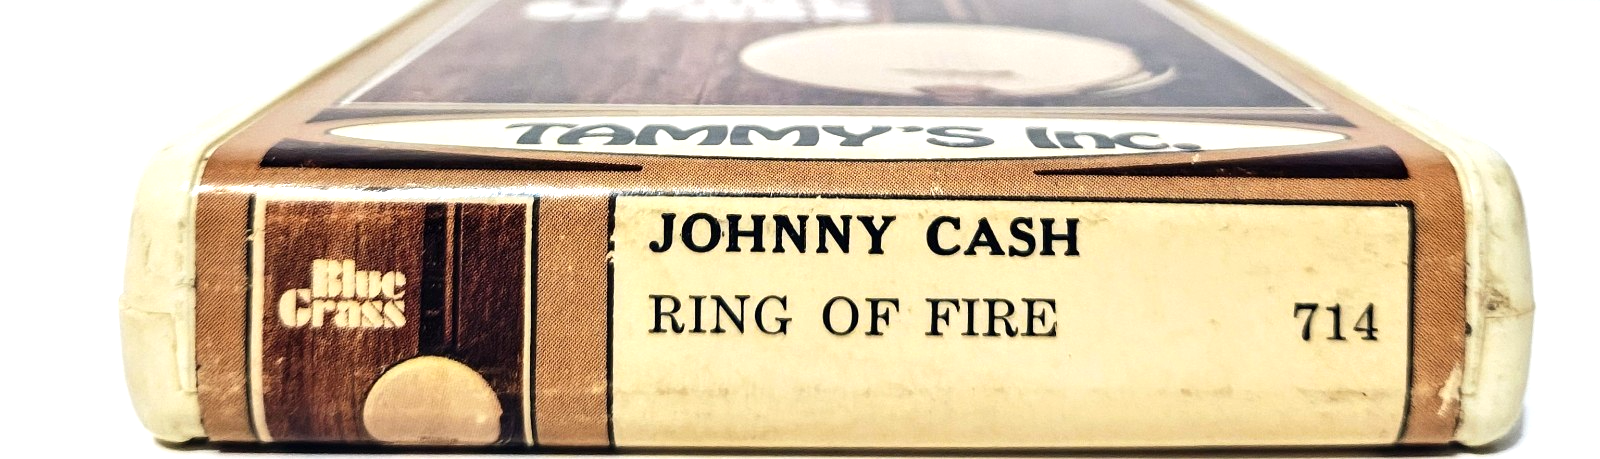 TAMMY'S Inc.
Blue
Grass
JOHNNY CASH
RING OF FIRE
714